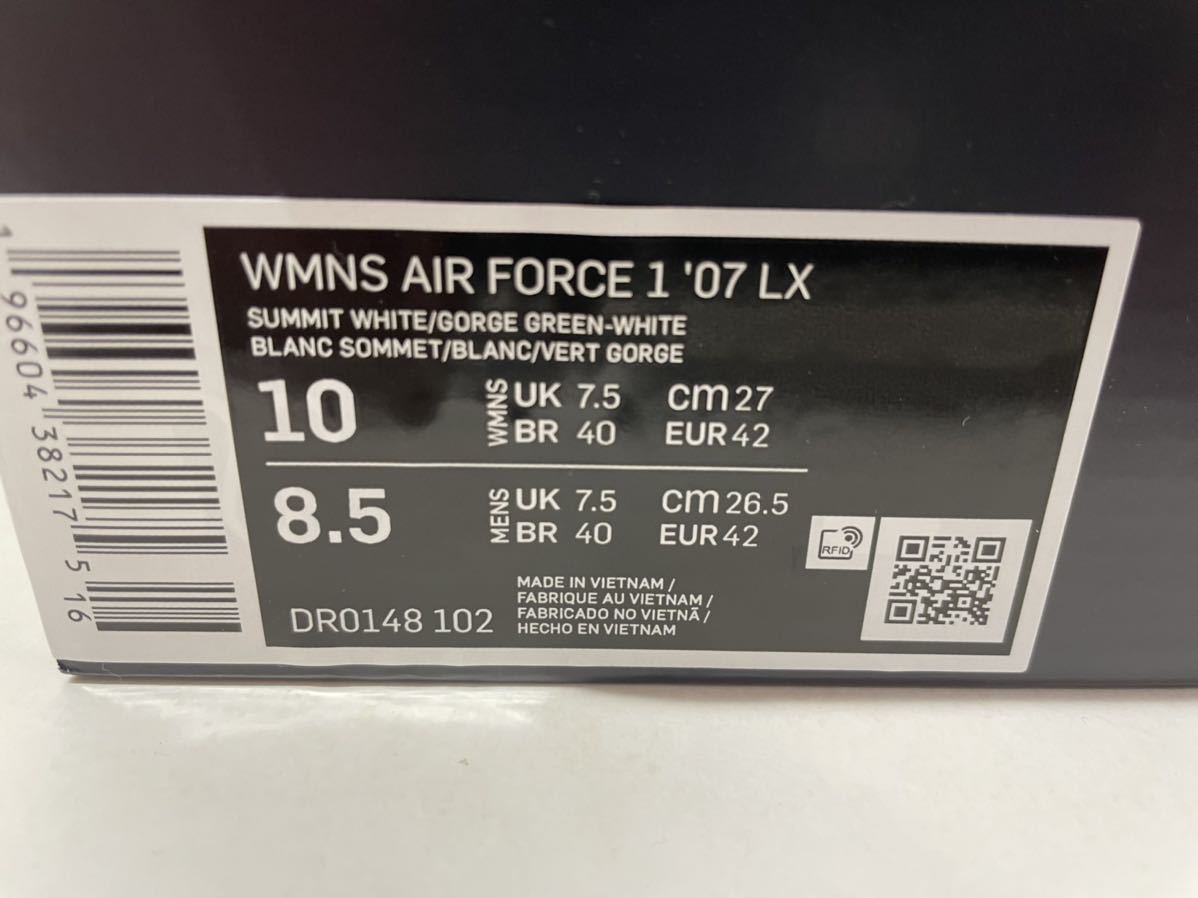 1 96604 38217 5 16
WMNS AIR FORCE 1 '07 LX
SUMMIT WHITE/GORGE GREEN-WHITE
BLANC SOMMET/BLANC/VERT GORGE
10 WMNS UK 7.5 cm 27
BR 40 EUR 42
8.5 MENS UK 7.5 cm 26.5
BR 40 EUR 42
RFID
MADE IN VIETNAM /
FABRIQUE AU VIETNAM /
FABRICADO NO VIETNÃ /
HECHO EN VIETNAM
DR0148 102